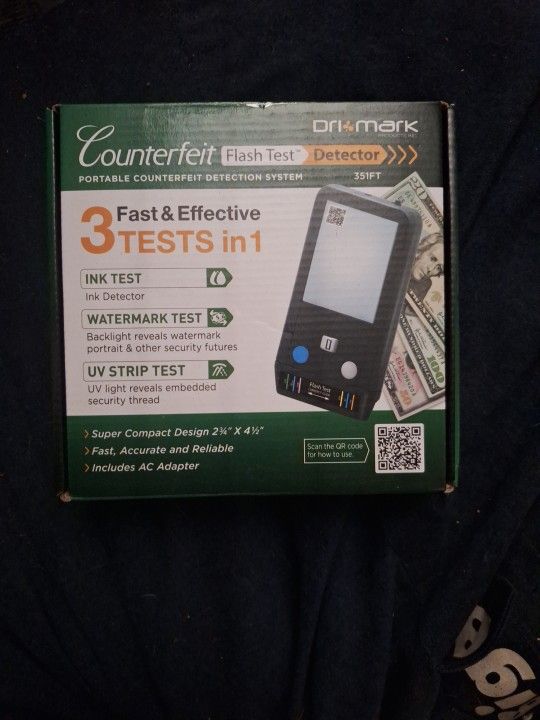 DRI MARK
Counterfeit Flash Test™ Detector
PORTABLE COUNTERFEIT DETECTION SYSTEM 351FT
3 Fast & Effective
TESTS in 1
INK TEST
Ink Detector
WATERMARK TEST
Backlight reveals watermark
portrait & other security futures
UV STRIP TEST
UV light reveals embedded
security thread
Flash Test
Super Compact Design 2¾" X 4½"
Fast, Accurate and Reliable
Includes AC Adapter
Scan the QR code
for how to use.